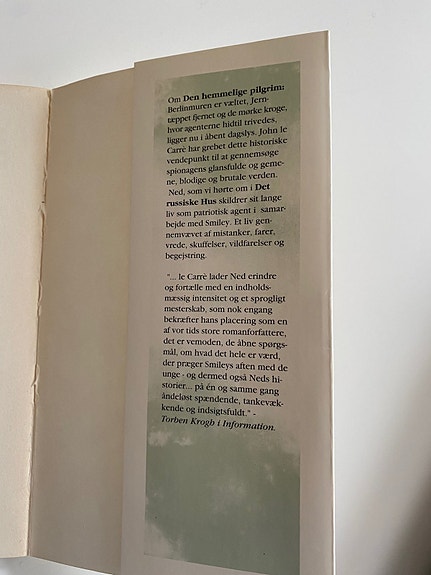 Om Den hemmelige pilgrim:
Berlinmuren er væltet, Jern-
tæppet fjernet og de mørke kroge,
hvor agenterne hidtil trivedes,
ligger nu i åbent dagslys. John le
Carrè har grebet dette historiske
vendepunkt til at gennemsøge
spionagens glansfulde og geme-
ne, blodige og brutale verden.
Ned, som vi hørte om i Det
russiske Hus skildrer sit lange
liv som patriotisk agent i samar-
bejde med Smiley. Et liv gen-
nemvævet af mistanker, farer,
vrede, skuffelser, vildfarelser og
begejstring.
"... le Carrè lader Ned erindre
og fortælle med en indholds-
mæssig intensitet og et sprogligt
mesterskab, som nok engang
bekræfter hans placering som en
af vor tids store romanforfattere,
det er vemoden, de åbne spørgs-
mål, om hvad det hele er værd,
der præger Smileys aften med de
unge - og dermed også Neds hi-
storier... på én og samme gang
åndeløst spændende, tankevæk-
kende og indsigtsfuldt." -
Torben Krogh i Information.